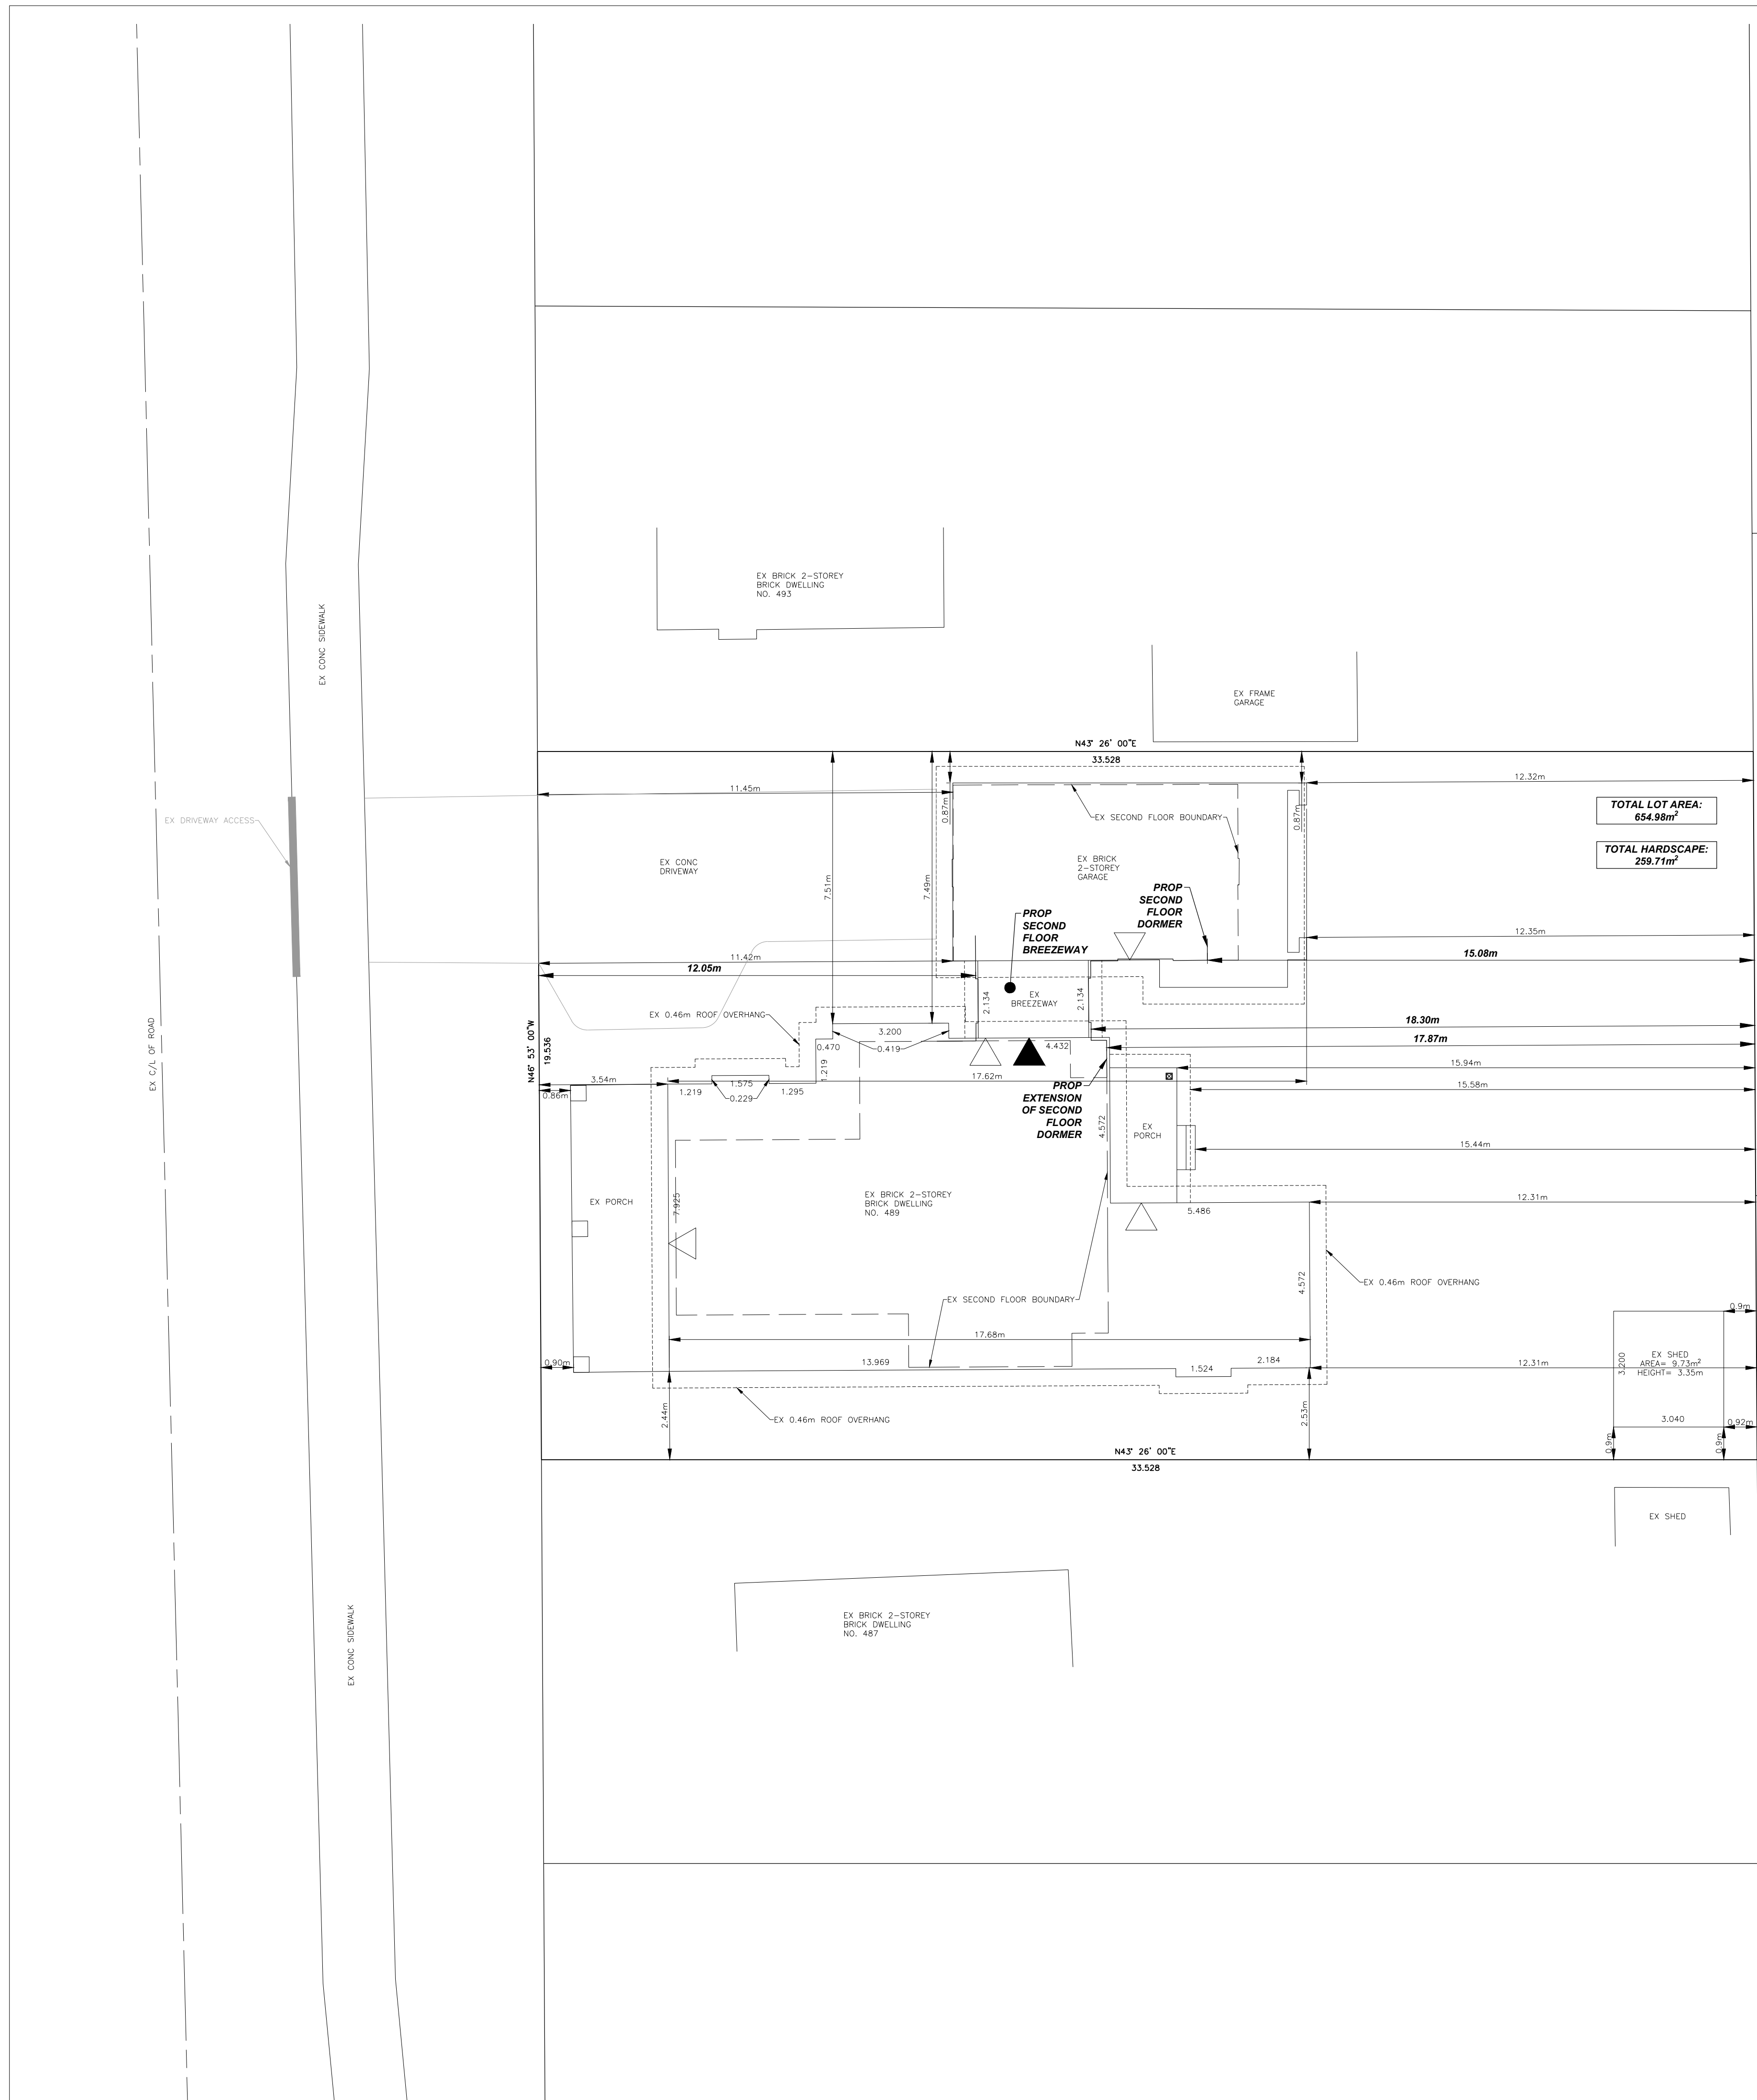 EX CONC SIDEWALK
EX BRICK 2-STOREY
BRICK DWELLING
NO. 493
EX FRAME
GARAGE
N43° 26' 00"E
33.528
12.32m
11.45m
0.87m
0.87m
TOTAL LOT AREA:
654.98m²
EX DRIVEWAY ACCESS
EX SECOND FLOOR BOUNDARY
TOTAL HARDSCAPE:
259.71m²
EX CONC
DRIVEWAY
EX BRICK
2-STOREY
GARAGE
7.51m
7.49m
PROP
SECOND
FLOOR
DORMER
PROP
SECOND
FLOOR
BREEZEWAY
12.35m
11.42m
15.08m
12.05m
2.134
EX
BREEZEWAY
2.134
EX 0.46m ROOF OVERHANG
18.30m
3.200
17.87m
0.470
0.419
4.432
EX C/L OF ROAD
N46° 53' 00"W
19.536
1.219
15.94m
3.54m
17.62m
1.575
0.86m
1.219
0.229
1.295
15.58m
PROP
EXTENSION
OF SECOND
FLOOR
DORMER
4.572
EX
PORCH
15.44m
EX PORCH
7.925
EX BRICK 2-STOREY
BRICK DWELLING
NO. 489
12.31m
5.486
4.572
EX 0.46m ROOF OVERHANG
EX SECOND FLOOR BOUNDARY
0.9m
17.68m
0.90m
13.969
1.524
2.184
12.31m
3.200
EX SHED
AREA= 9.73m²
HEIGHT= 3.35m
2.44m
EX 0.46m ROOF OVERHANG
2.53m
3.040
0.92m
0.9m
0.9m
N43° 26' 00"E
33.528
EX SHED
EX CONC SIDEWALK
EX BRICK 2-STOREY
BRICK DWELLING
NO. 487